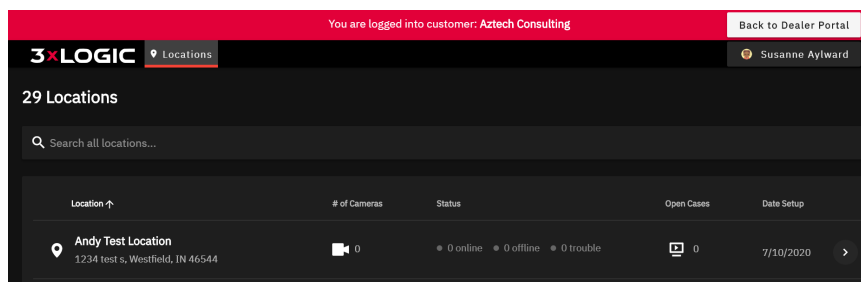 You are logged into customer: Aztech Consulting
Back to Dealer Portal
3xLOGIC
Locations
Susanne Aylward
29 Locations
Search all locations...
Location # of Cameras Status Open Cases Date Setup
Andy Test Location
1234 test s, Westfield, IN 46544
0 0 online 0 offline 0 trouble 0 7/10/2020